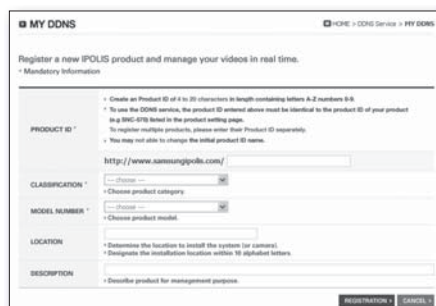 MY DDNS
HOME > DDNS Service > MY DDNS
Register a new IPOLIS product and manage your videos in real time.
* Mandatory Information
PRODUCT ID *
Create an Product ID of 4 to 20 characters in length containing letters A-Z numbers 0-9.
To use the DDNS service, the product ID entered above must be identical to the product ID of your product
(e.g SNC-570) listed in the product setting page.
To register multiple products, please enter their Product ID separately.
You may not able to change the initial product ID name.
http://www.samsungipolis.com/
CLASSIFICATION *
--- choose ---
Choose product category.
MODEL NUMBER *
--- choose ---
Choose product model.
LOCATION
Determine the location to install the system (or camera).
Designate the installation location within 10 alphabet letters
DESCRIPTION
Describe product for management purpose.
REGISTRATION >
CANCEL >